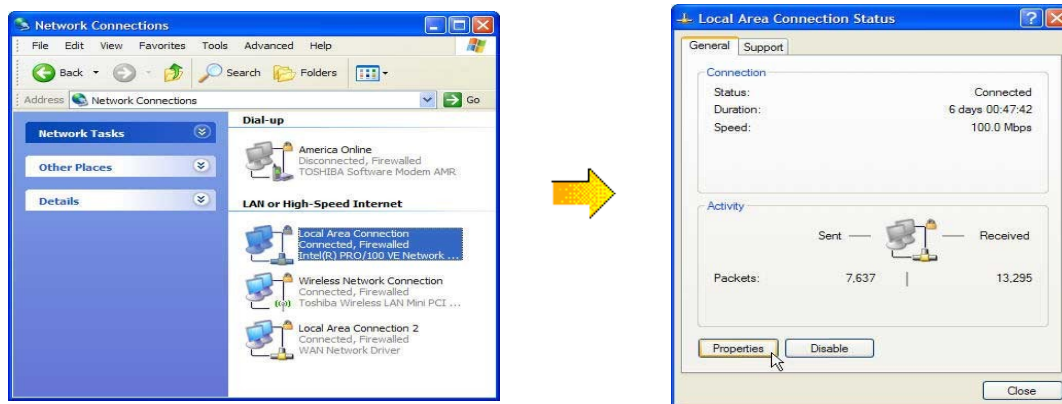 Network Connections
File Edit View Favorites Tools Advanced Help
Back Search Folders
Address Network Connections Go
Network Tasks
Other Places
Details
Dial-up
America Online
Disconnected, Firewalled
TOSHIBA Software Modem AMR
LAN or High-Speed Internet
Local Area Connection
Connected, Firewalled
Intel(R) PRO/100 VE Network ...
Wireless Network Connection
Connected, Firewalled
Toshiba Wireless LAN Mini PCI ...
Local Area Connection 2
Connected, Firewalled
WAN Network Driver
Local Area Connection Status
General Support
Connection
Status: Connected
Duration: 6 days 00:47:42
Speed: 100.0 Mbps
Activity
Sent Received
Packets: 7,637 13,295
Properties Disable
Close